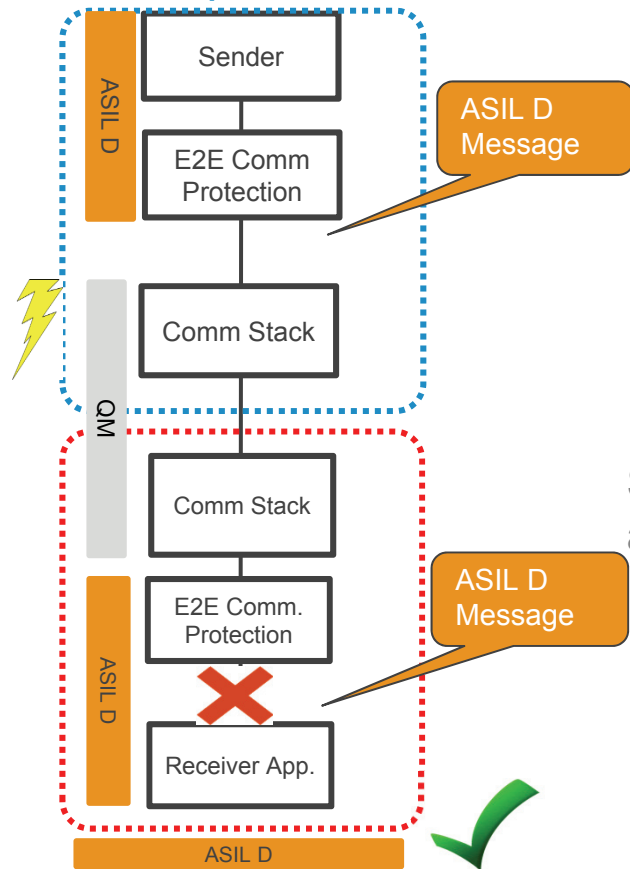 Sender
ASIL D
ASIL D
Message
E2E Comm
Protection
Comm Stack
QM
Comm Stack
ASIL D
Message
E2E Comm.
Protection
ASIL D
Receiver App.
ASIL D